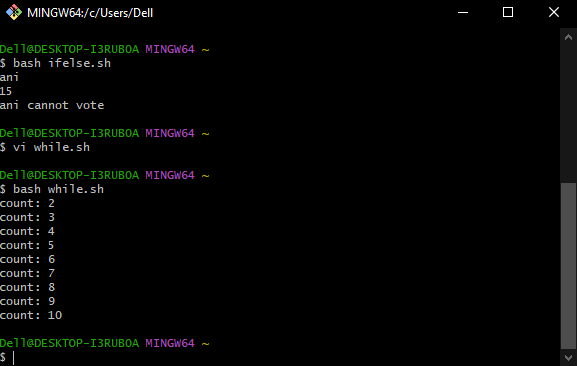 MINGW64:/c/Users/Dell
Dell@DESKTOP-I3RUBOA MINGW64 ~
$ bash ifelse.sh
ani
15
ani cannot vote
Dell@DESKTOP-I3RUBOA MINGW64 ~
$ vi while.sh
Dell@DESKTOP-I3RUBOA MINGW64 ~
$ bash while.sh
count: 2
count: 3
count: 4
count: 5
count: 6
count: 7
count: 8
count: 9
count: 10
Dell@DESKTOP-I3RUBOA MINGW64 ~
$